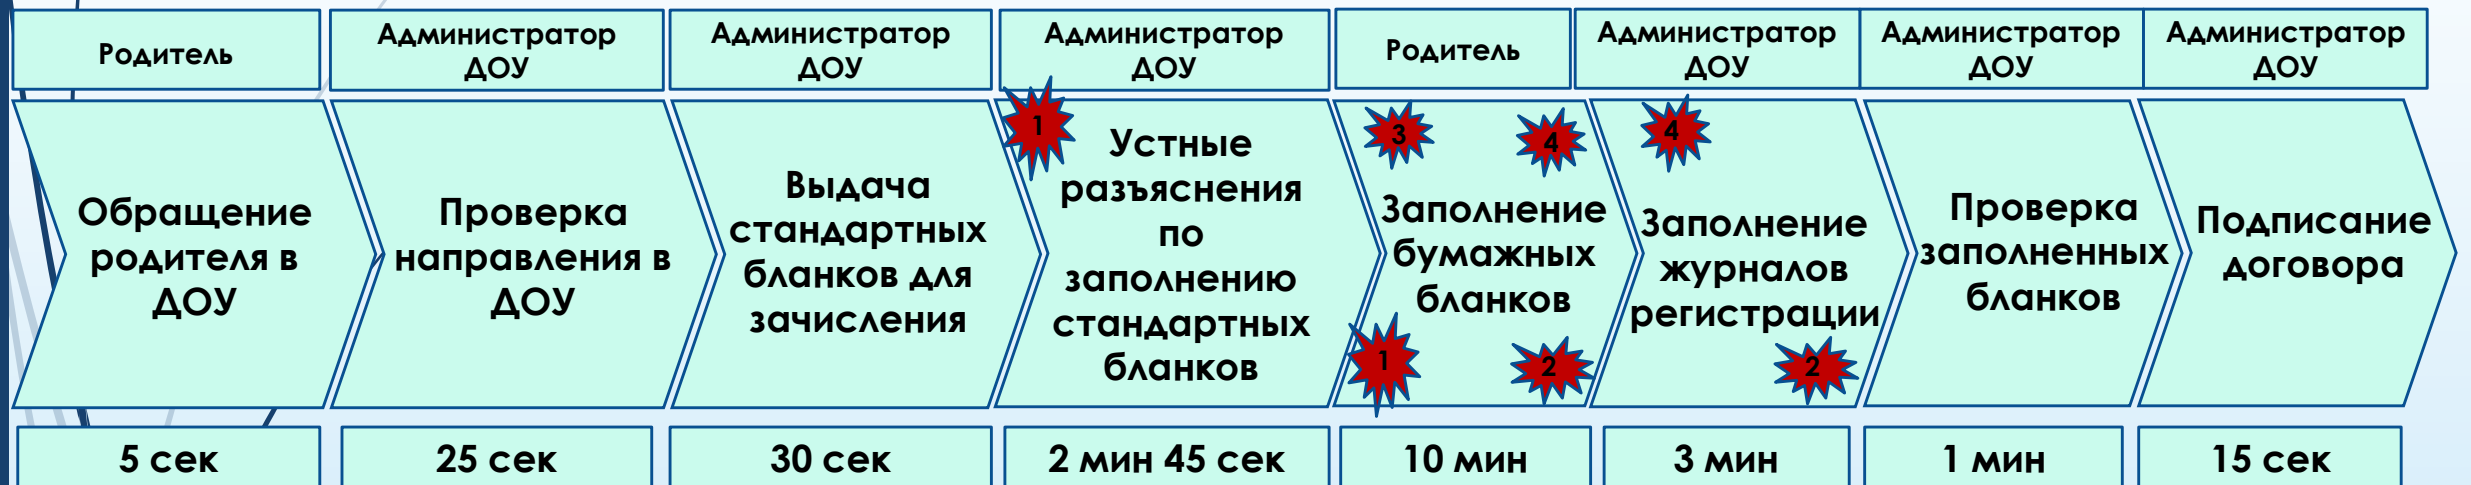 Родитель
Администратор
ДОУ
Администратор
ДОУ
Администратор
ДОУ
Родитель
Администратор
ДОУ
Администратор
ДОУ
Администратор
ДОУ
Обращение
родителя в
ДОУ
Проверка
направления в
ДОУ
Выдача
стандартных
бланков для
зачисления
1
Устные
разъяснения
по
заполнению
стандартных
бланков
3
4
Заполнение
бумажных
бланков
1
2
4
Заполнение
журналов
регистрации
2
Проверка
заполненных
бланков
Подписание
договора
5 сек
25 сек
30 сек
2 мин 45 сек
10 мин
3 мин
1 мин
15 сек